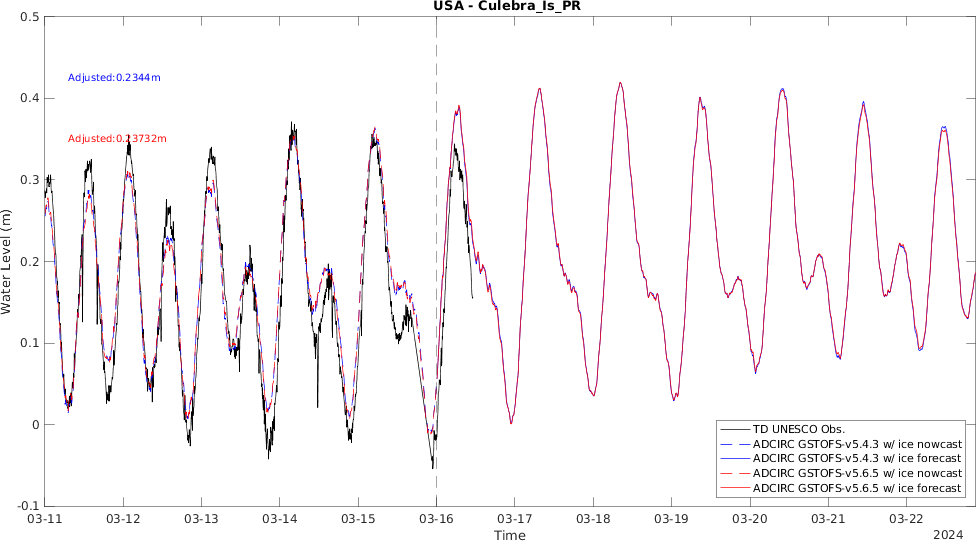 USA - Culebra_Is_PR
0.5
0.4
0.3
0.2
0.1
0
-0.1
Water Level (m)
Adjusted:0.2344m
Adjusted:0.23732m
TD UNESCO Obs.
ADCIRC GSTOFS-v5.4.3 w/ ice nowcast
ADCIRC GSTOFS-v5.4.3 w/ ice forecast
ADCIRC GSTOFS-v5.6.5 w/ ice nowcast
ADCIRC GSTOFS-v5.6.5 w/ ice forecast
03-11 03-12 03-13 03-14 03-15 03-16 03-17 03-18 03-19 03-20 03-21 03-22
Time
2024